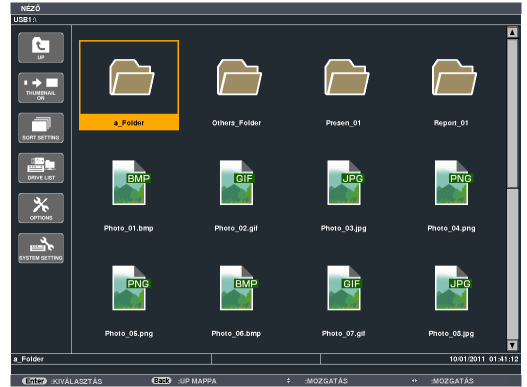 NÉZŐ
USB1:\
UP
THUMBNAIL
ON
SORT SETTING
DRIVE LIST
OPTIONS
SYSTEM SETTING
a_Folder Others_Folder Presen_01 Report_01
BMP GIF JPG PNG
Photo_01.bmp Photo_02.gif Photo_03.jpg Photo_04.png
PNG BMP GIF JPG
Photo_05.png Photo_06.bmp Photo_07.gif Photo_08.jpg
a_Folder 10/01/2011 01:41:12
Enter :KIVÁLASZTÁS Back :UP MAPPA :MOZGATÁS :MOZGATÁS